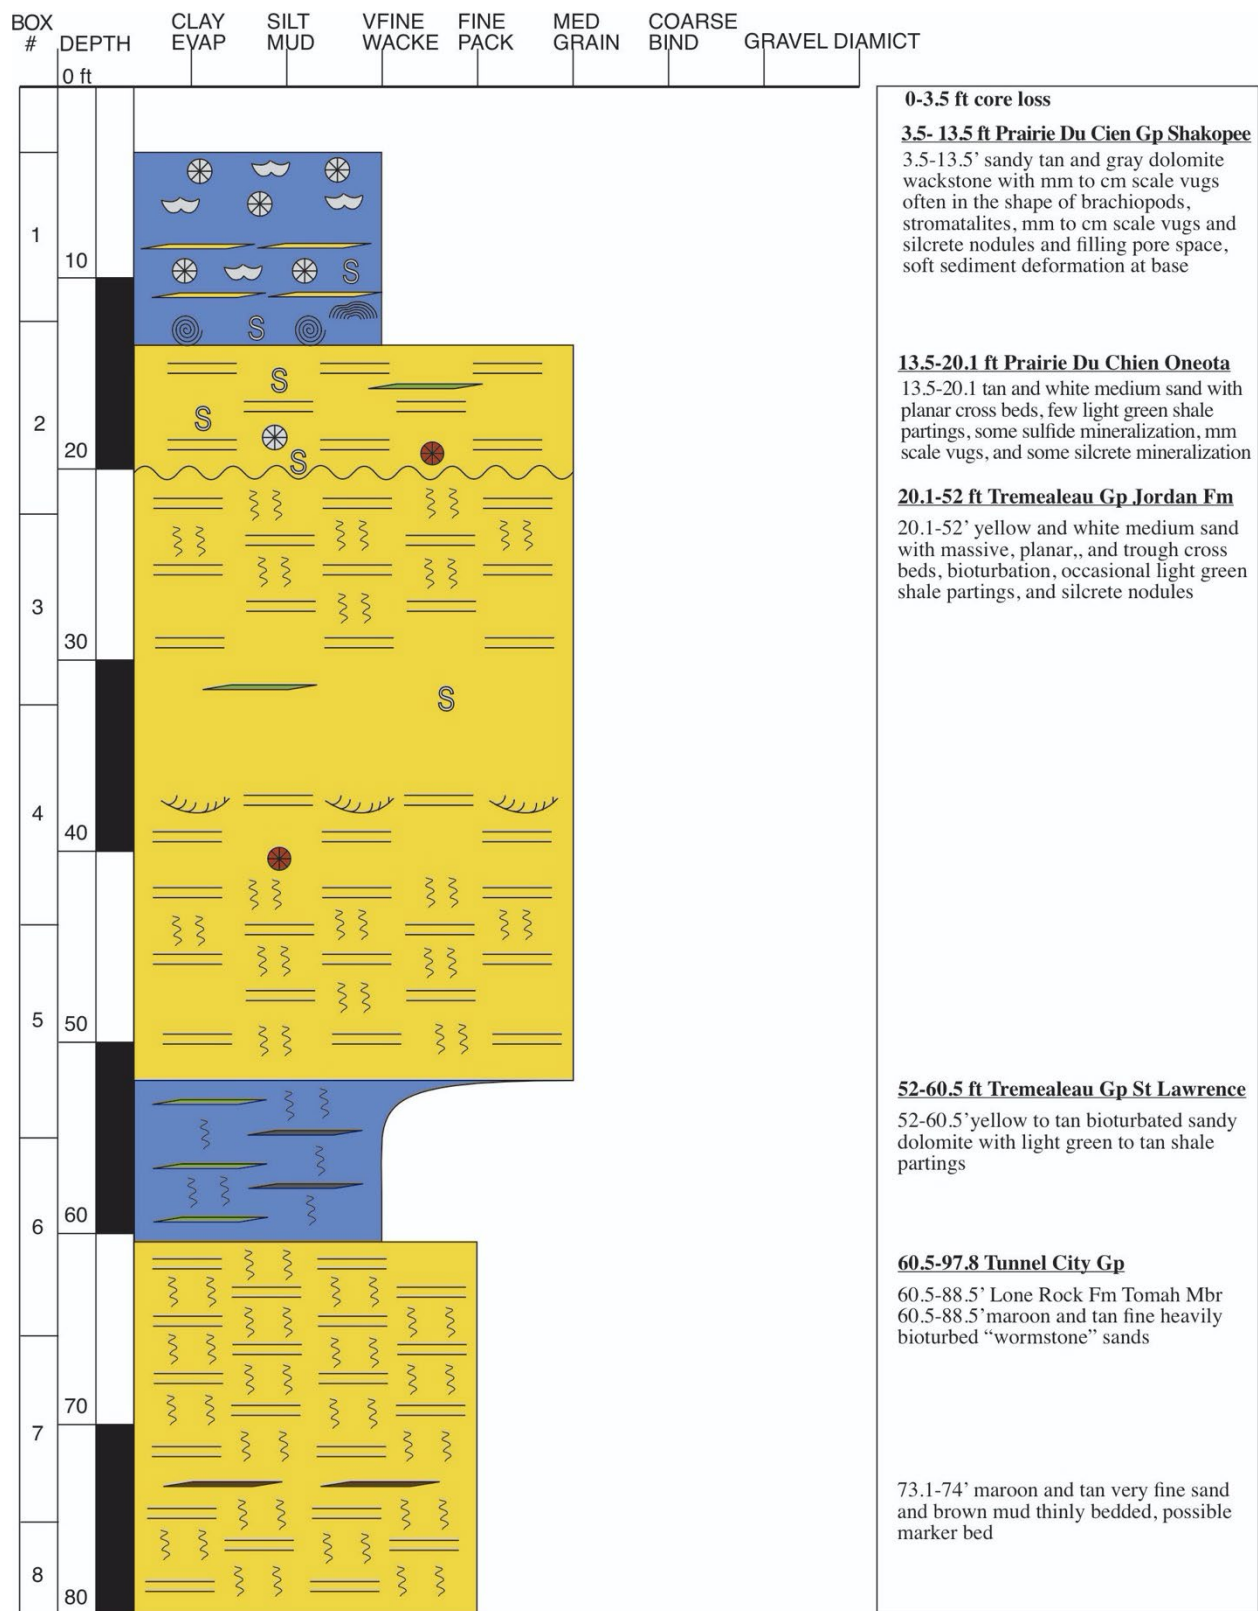 BOX
#
DEPTH
CLAY
EVAP
SILT
MUD
VFINE
WACKE
FINE
PACK
MED
GRAIN
COARSE
BIND
GRAVEL
DIAMICT
0 ft
0-3.5 ft core loss
3.5- 13.5 ft Prairie Du Cien Gp Shakopee
3.5-13.5’ sandy tan and gray dolomite
wackstone with mm to cm scale vugs
often in the shape of brachiopods,
stromatalites, mm to cm scale vugs and
silcrete nodules and filling pore space,
soft sediment deformation at base
1
10
S
S
13.5-20.1 ft Prairie Du Chien Oneota
13.5-20.1 tan and white medium sand with
planar cross beds, few light green shale
partings, some sulfide mineralization, mm
scale vugs, and some silcrete mineralization
S
S
S
2
20
20.1-52 ft Tremealeau Gp Jordan Fm
20.1-52’ yellow and white medium sand
with massive, planar,, and trough cross
beds, bioturbation, occasional light green
shale partings, and silcrete nodules
3
30
S
4
40
5
50
52-60.5 ft Tremealeau Gp St Lawrence
52-60.5’yellow to tan bioturbated sandy
dolomite with light green to tan shale
partings
6
60
60.5-97.8 Tunnel City Gp
60.5-88.5’ Lone Rock Fm Tomah Mbr
60.5-88.5’maroon and tan fine heavily
bioturbed “wormstone” sands
70
7
73.1-74’ maroon and tan very fine sand
and brown mud thinly bedded, possible
marker bed
8
80